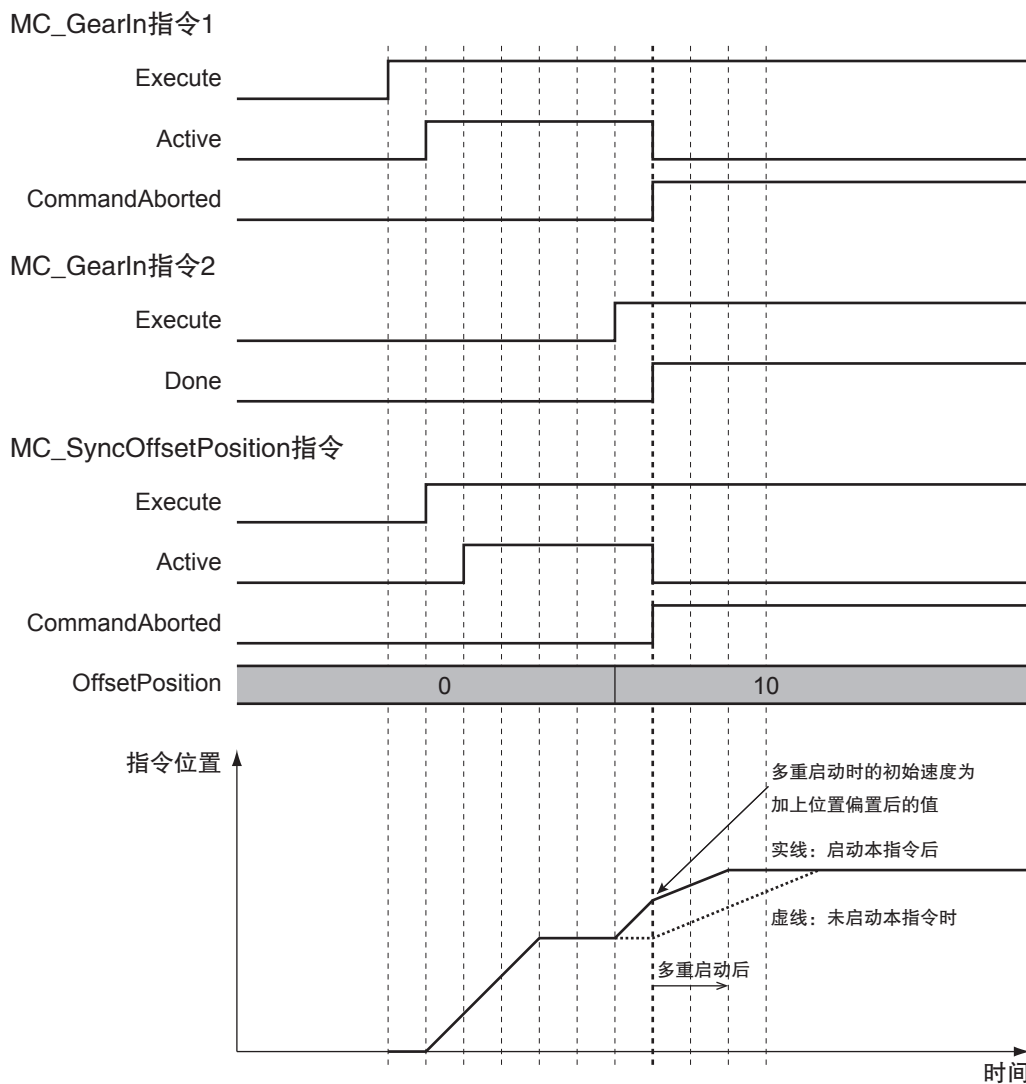 MC_GearIn指令1
Execute
Active
CommandAborted
MC_GearIn指令2
Execute
Done
MC_SyncOffsetPosition指令
Execute
Active
CommandAborted
OffsetPosition
0
10
指令位置
多重启动时的初始速度为
加上位置偏置后的值
实线：启动本指令后
虚线：未启动本指令时
多重启动后
时间